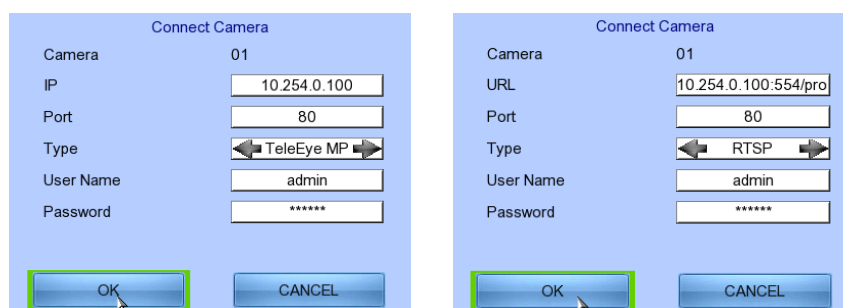 Connect Camera
Camera 01
IP 10.254.0.100
Port 80
Type TeleEye MP
User Name admin
Password ******
OK CANCEL
Connect Camera
Camera 01
URL 10.254.0.100:554/pro
Port 80
Type RTSP
User Name admin
Password ******
OK CANCEL